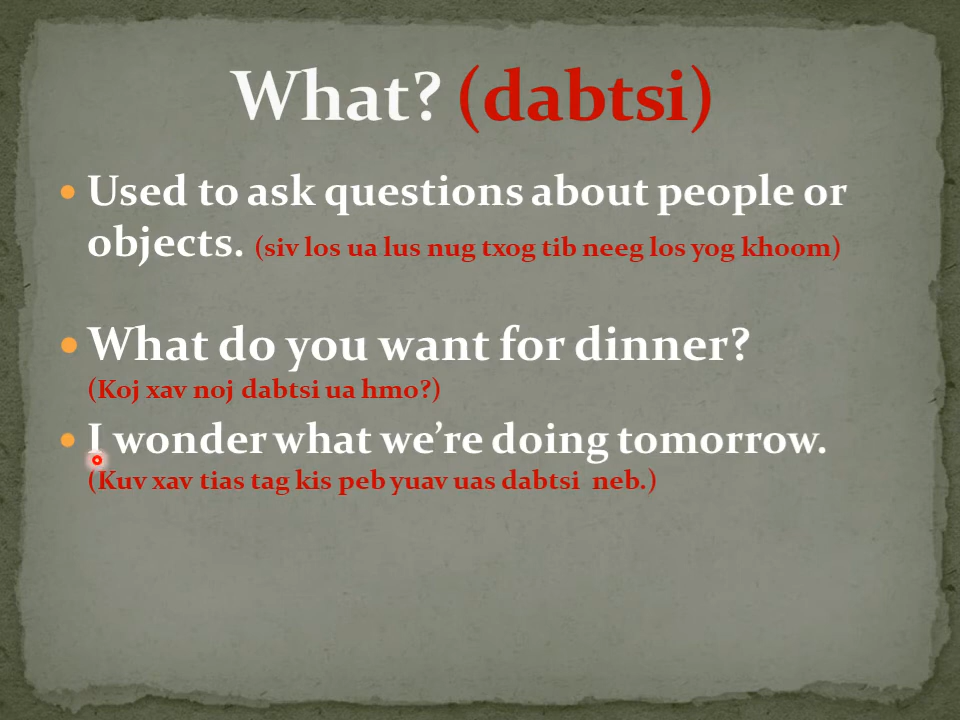 What? (dabtsi)
Used to ask questions about people or
objects. (siv los ua lus nug txog tib neeg los yog khoom)
What do you want for dinner?
(Koj xav noj dabtsi ua hmo?)
I wonder what we’re doing tomorrow.
(Kuv xav tias tag kis peb yuav uas dabtsi  neb.)